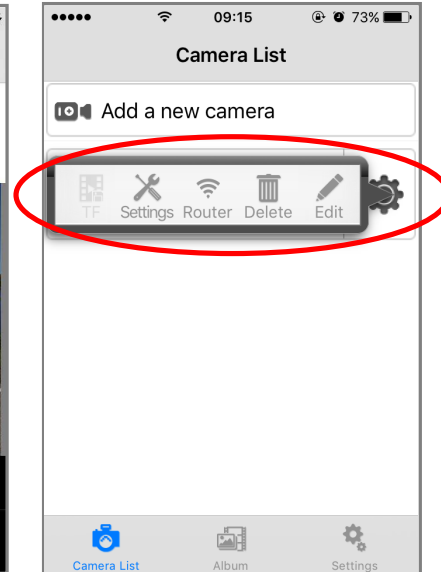 09:15 73%
Camera List
Add a new camera
TF Settings Router Delete Edit
Camera List Album Settings